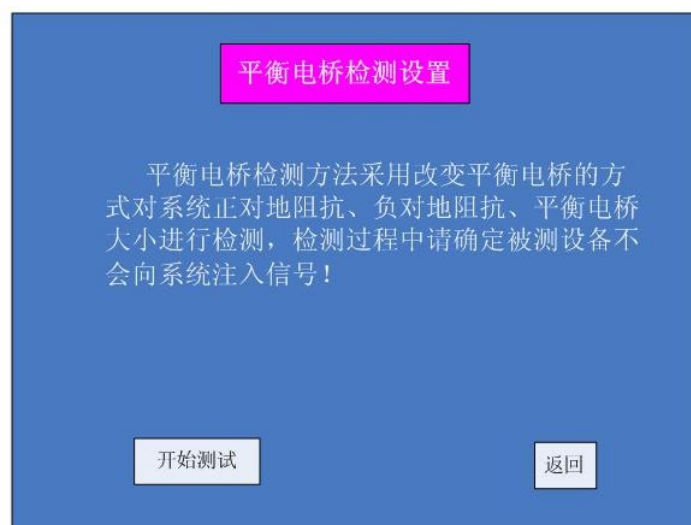 平衡电桥检测设置
平衡电桥检测方法采用改变平衡电桥的方
式对系统正对地阻抗、负对地阻抗、平衡电桥
大小进行检测，检测过程中请确定被测设备不
会向系统注入信号！
开始测试
返回